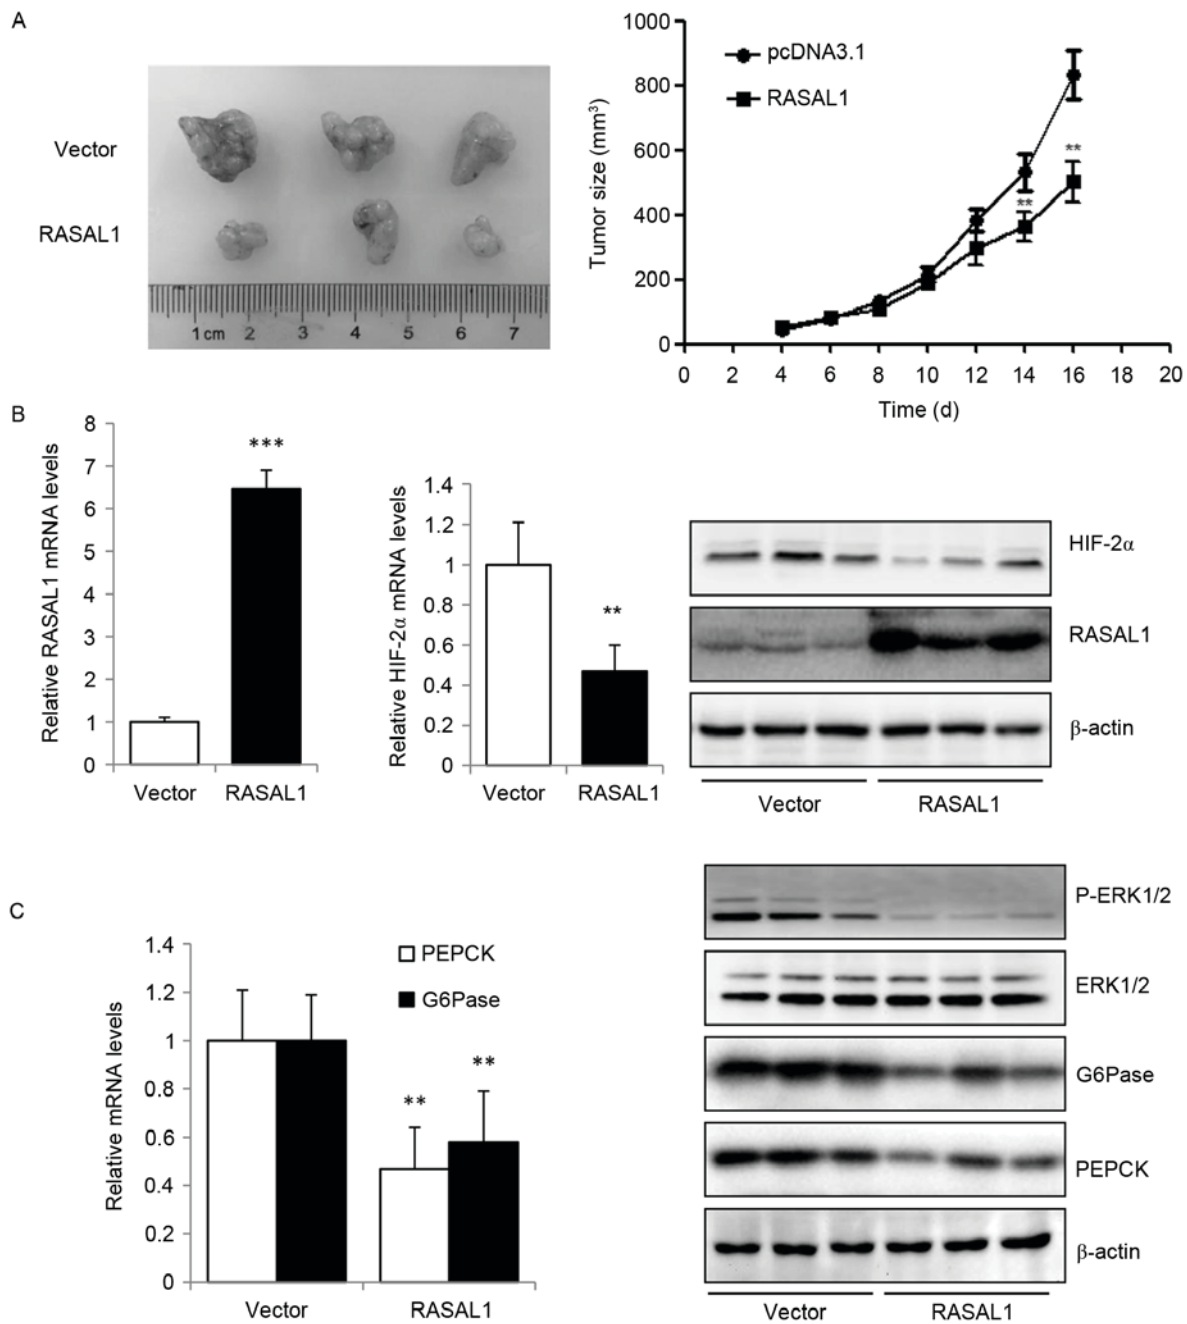 A
Vector
RASAL1
1 cm 2 3 4 5 6 7
1000
800
600
400
200
0
Tumor size (mm³)
pcDNA3.1
RASAL1
**
**
0 2 4 6 8 10 12 14 16 18 20
Time (d)
B
8
7
6
5
4
3
2
1
0
Relative RASAL1 mRNA levels
***
Vector RASAL1
1.4
1.2
1
0.8
0.6
0.4
0.2
0
Relative HIF-2α mRNA levels
**
Vector RASAL1
HIF-2α
RASAL1
β-actin
Vector RASAL1
C
1.4
1.2
1
0.8
0.6
0.4
0.2
0
Relative mRNA levels
PEPCK
G6Pase
**
**
Vector RASAL1
P-ERK1/2
ERK1/2
G6Pase
PEPCK
β-actin
Vector RASAL1